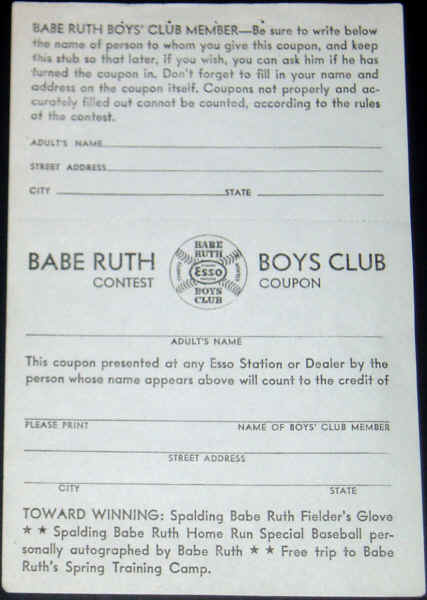 BABE RUTH BOYS' CLUB MEMBER—Be sure to write below
the name of person to whom you give this coupon, and keep
this stub so that later, if you wish, you can ask him if he has
turned the coupon in. Don't forget to fill in your name and
address on the coupon itself. Coupons not properly and ac-
curately filled out cannot be counted, according to the rules
of the contest.
ADULT'S NAME
STREET ADDRESS
CITY STATE
BABE RUTH
CONTEST
BABE
RUTH
Esso
BOYS
CLUB
BOYS CLUB
COUPON
ADULT'S NAME
This coupon presented at any Esso Station or Dealer by the
person whose name appears above will count to the credit of
PLEASE PRINT NAME OF BOYS' CLUB MEMBER
STREET ADDRESS
CITY STATE
TOWARD WINNING: Spalding Babe Ruth Fielder's Glove
★ ★ Spalding Babe Ruth Home Run Special Baseball per-
sonally autographed by Babe Ruth ★ ★ Free trip to Babe
Ruth's Spring Training Camp.